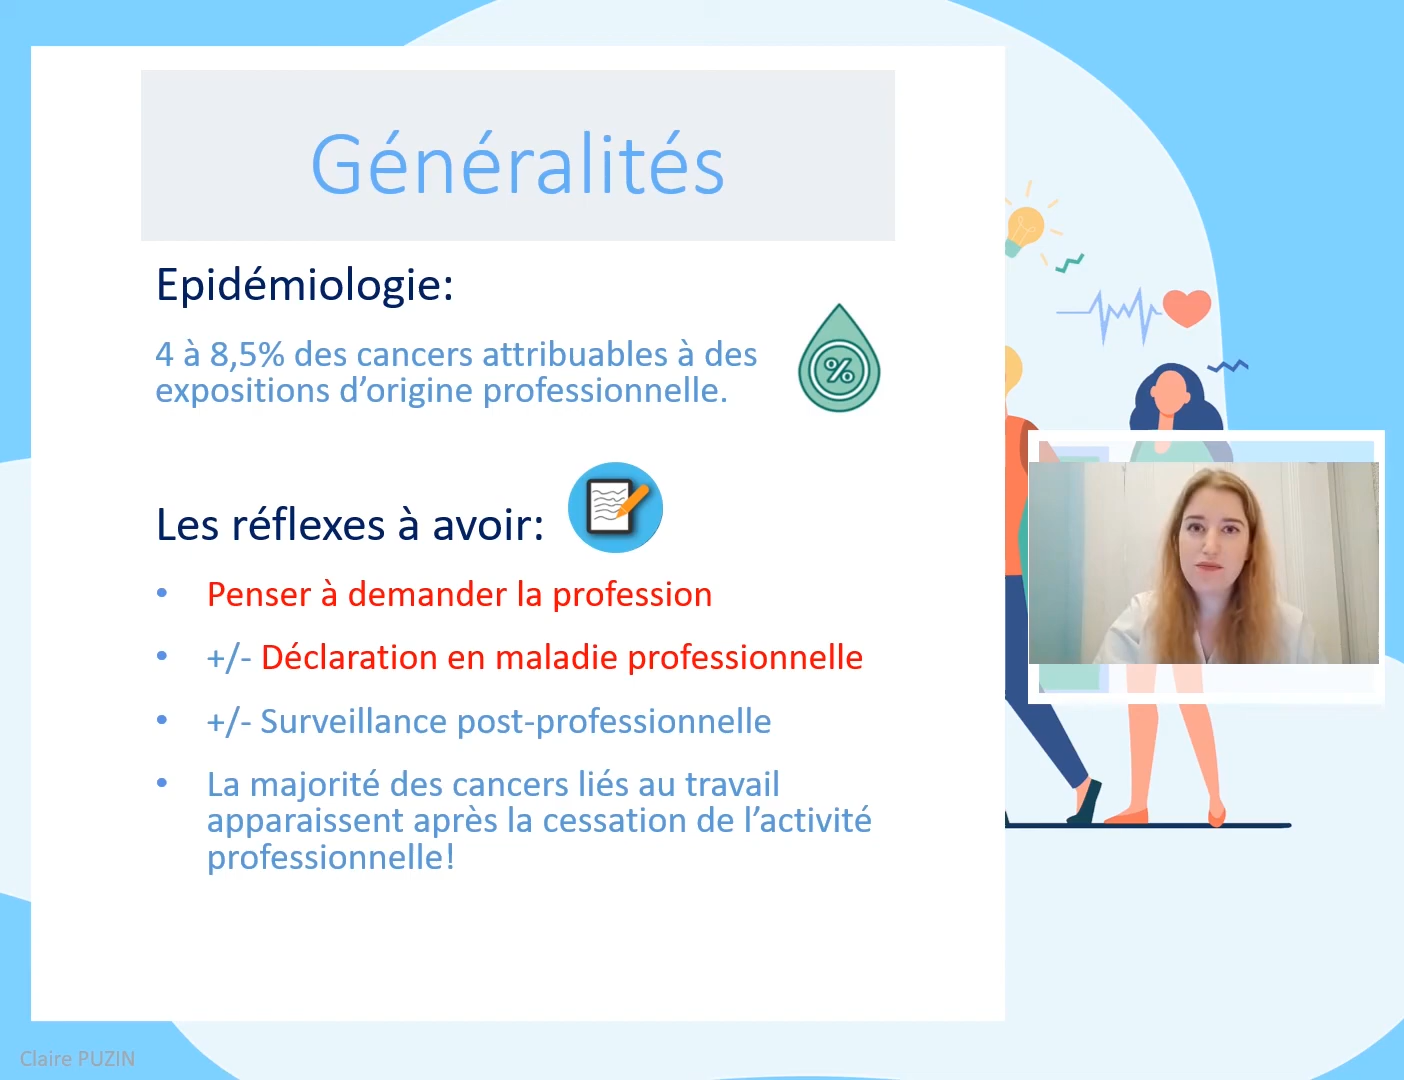 Généralités
Epidémiologie:
4 à 8,5% des cancers attribuables à des
expositions d’origine professionnelle.
%
Les réflexes à avoir:
• Penser à demander la profession
• +/- Déclaration en maladie professionnelle
• +/- Surveillance post-professionnelle
• La majorité des cancers liés au travail
apparaissent après la cessation de l’activité
professionnelle!
Claire PUZIN